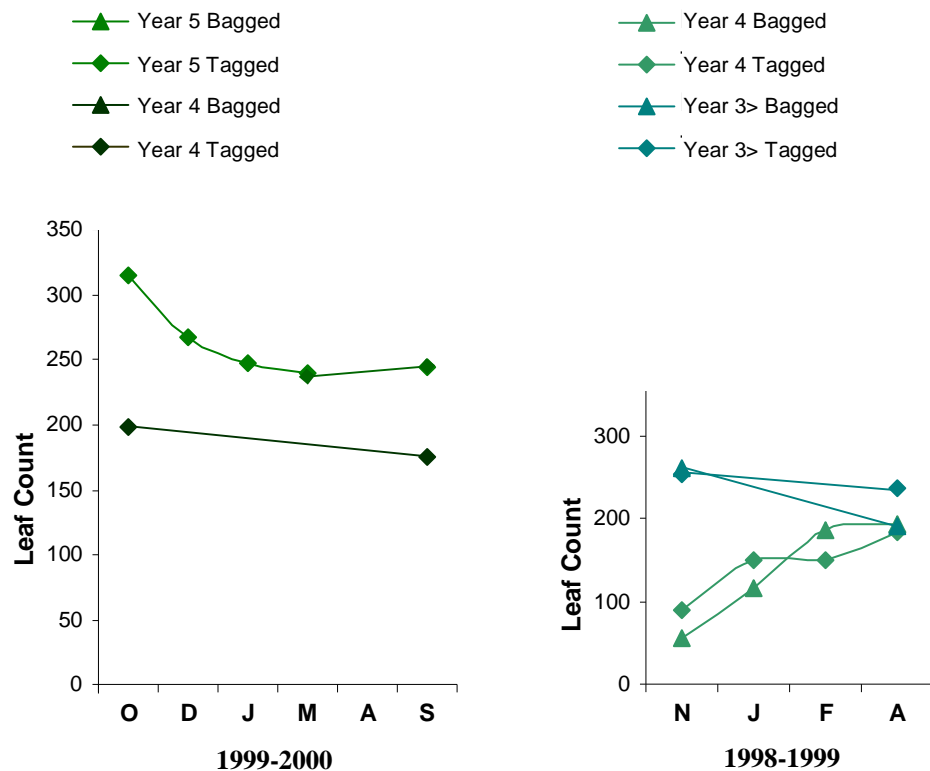 Year 5 Bagged
Year 5 Tagged
Year 4 Bagged
Year 4 Tagged
Year 4 Bagged
Year 4 Tagged
Year 3> Bagged
Year 3> Tagged
350
300
250
200
150
100
50
0
Leaf Count
O D J M A S
1999-2000
300
200
100
0
Leaf Count
N J F A
1998-1999